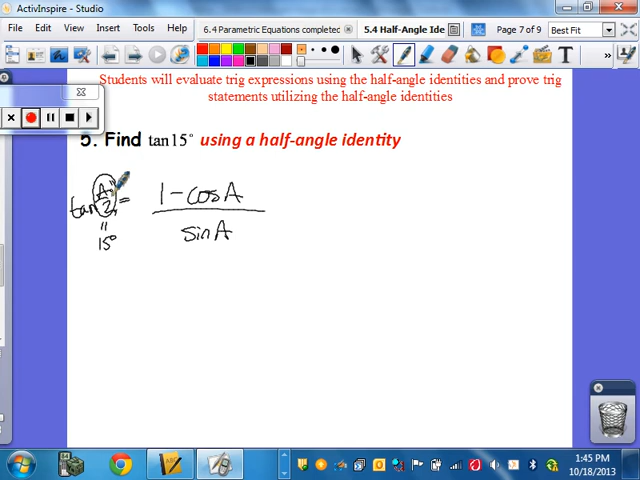 ActivInspire - Studio
File Edit View Insert Tools Help
6.4 Parametric Equations completed
5.4 Half-Angle Ide
Page 7 of 9
Best Fit
Students will evaluate trig expressions using the half-angle identities and prove trig
statements utilizing the half-angle identities
5. Find tan15° using a half-angle identity
tan A/2 = 1 - cosA / sinA
15°
1:45 PM
10/18/2013